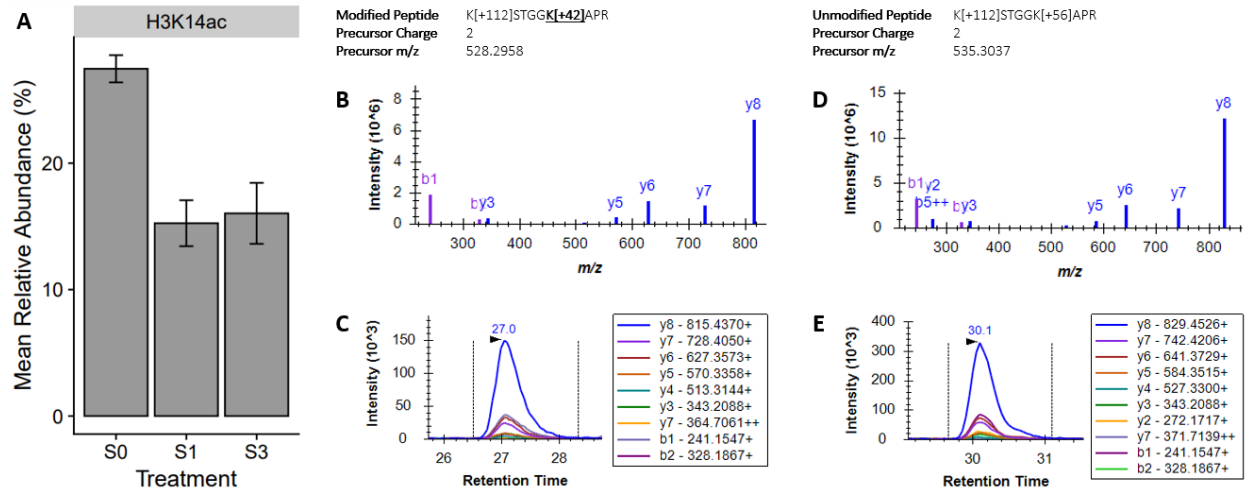 A
H3K14ac
Mean Relative Abundance (%)
20
10
0
S0 S1 S3
Treatment
Modified Peptide K[+112]STGGK[+42]APR
Precursor Charge 2
Precursor m/z 528.2958
B
Intensity (10^6)
8
6
4
2
0
b1
b y3
y5
y6
y7
y8
300 400 500 600 700 800
m/z
C
Intensity (10^3)
150
100
50
0
27.0
26 27 28
Retention Time
y8 - 815.4370+
y7 - 728.4050+
y6 - 627.3573+
y5 - 570.3358+
y4 - 513.3144+
y3 - 343.2088+
y7 - 364.7061++
b1 - 241.1547+
b2 - 328.1867+
Unmodified Peptide K[+112]STGGK[+56]APR
Precursor Charge 2
Precursor m/z 535.3037
D
Intensity (10^6)
15
10
5
0
b1 y2
b5++
b y3
y5
y6
y7
y8
300 400 500 600 700 800
m/z
E
Intensity (10^3)
400
300
200
100
0
30.1
30 31
Retention Time
y8 - 829.4526+
y7 - 742.4206+
y6 - 641.3729+
y5 - 584.3515+
y4 - 527.3300+
y3 - 343.2088+
y2 - 272.1717+
y7 - 371.7139++
b1 - 241.1547+
b2 - 328.1867+